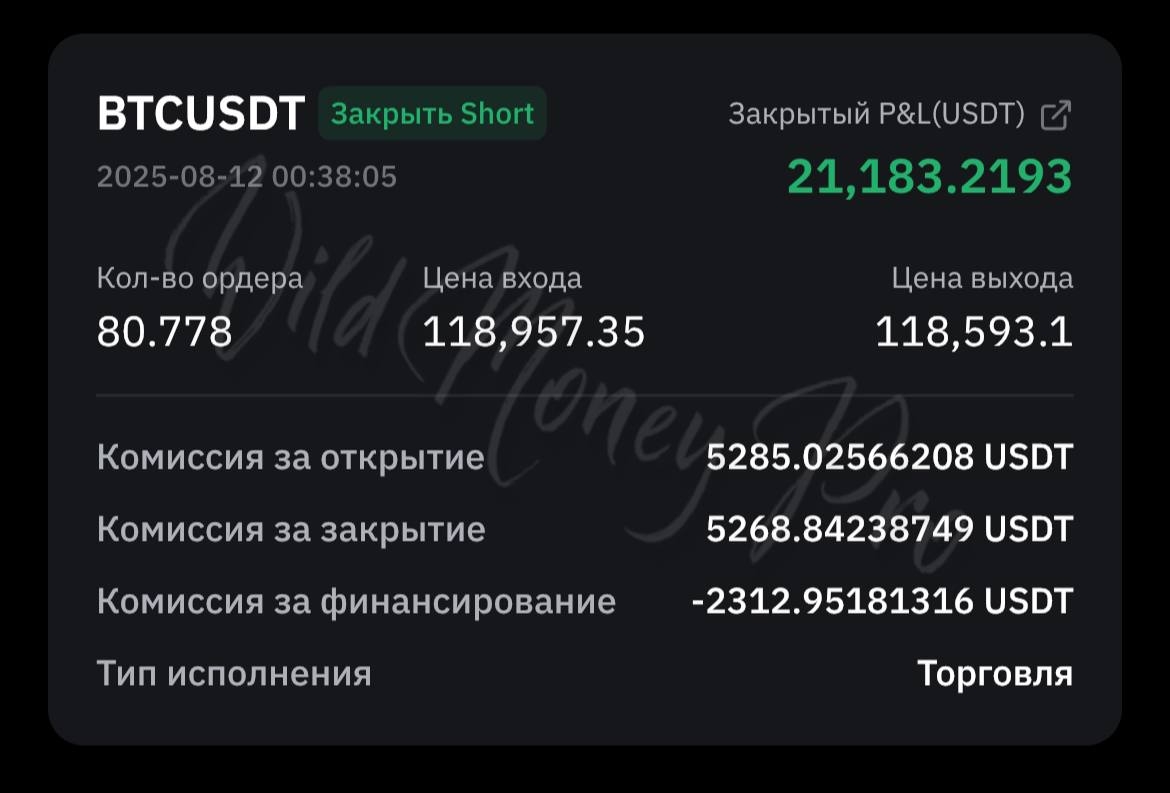 BTCUSDT Закрыть Short Закрытый P&L(USDT)
2025-08-12 00:38:05 21,183.2193
Кол-во ордера Цена входа Цена выхода
80.778 118,957.35 118,593.1
Комиссия за открытие 5285.02566208 USDT
Комиссия за закрытие 5268.84238749 USDT
Комиссия за финансирование -2312.95181316 USDT
Тип исполнения Торговля
Wild Money Pro